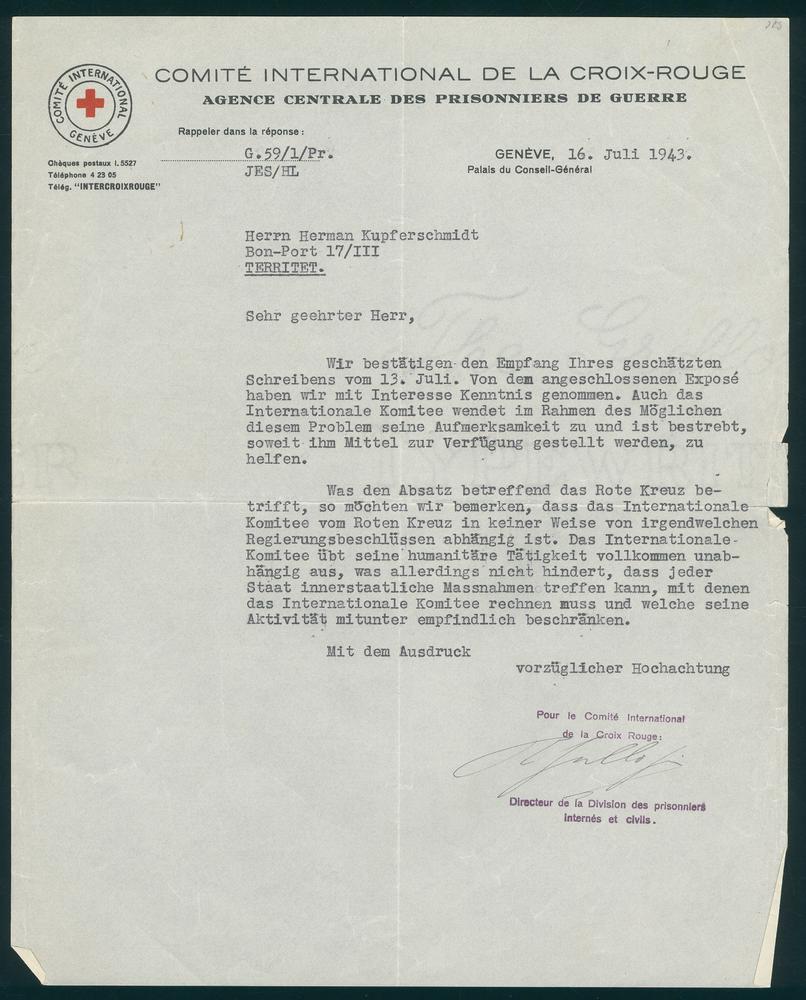 COMITÉ INTERNATIONAL GENÈVE
COMITÉ INTERNATIONAL DE LA CROIX-ROUGE
AGENCE CENTRALE DES PRISONNIERS DE GUERRE
Rappeler dans la réponse:
G.59/1/Pr.
JES/HL
Chèques postaux I. 5527
Téléphone 4 23 05
Télég. "INTERCROIXROUGE"
GENÈVE, 16. Juli 1943.
Palais du Conseil-Général
Herrn Herman Kupferschmidt
Bon-Port 17/III
TERRITET.
Sehr geehrter Herr,
Wir bestätigen den Empfang Ihres geschätzten
Schreibens vom 13. Juli. Von dem angeschlossenen Exposé
haben wir mit Interesse Kenntnis genommen. Auch das
Internationale Komitee wendet im Rahmen des Möglichen
diesem Problem seine Aufmerksamkeit zu und ist bestrebt,
soweit ihm Mittel zur Verfügung gestellt werden, zu
helfen.
Was den Absatz betreffend das Rote Kreuz be-
trifft, so möchten wir bemerken, dass das Internationale
Komitee vom Roten Kreuz in keiner Weise von irgendwelchen
Regierungsbeschlüssen abhängig ist. Das Internationale
Komitee übt seine humanitäre Tätigkeit vollkommen unab-
hängig aus, was allerdings nicht hindert, dass jeder
Staat innerstaatliche Massnahmen treffen kann, mit denen
das Internationale Komitee rechnen muss und welche seine
Aktivität mitunter empfindlich beschränken.
Mit dem Ausdruck
vorzüglicher Hochachtung
Pour le Comité International
de la Croix Rouge:
Directeur de la Division des prisonniers
internés et civils.